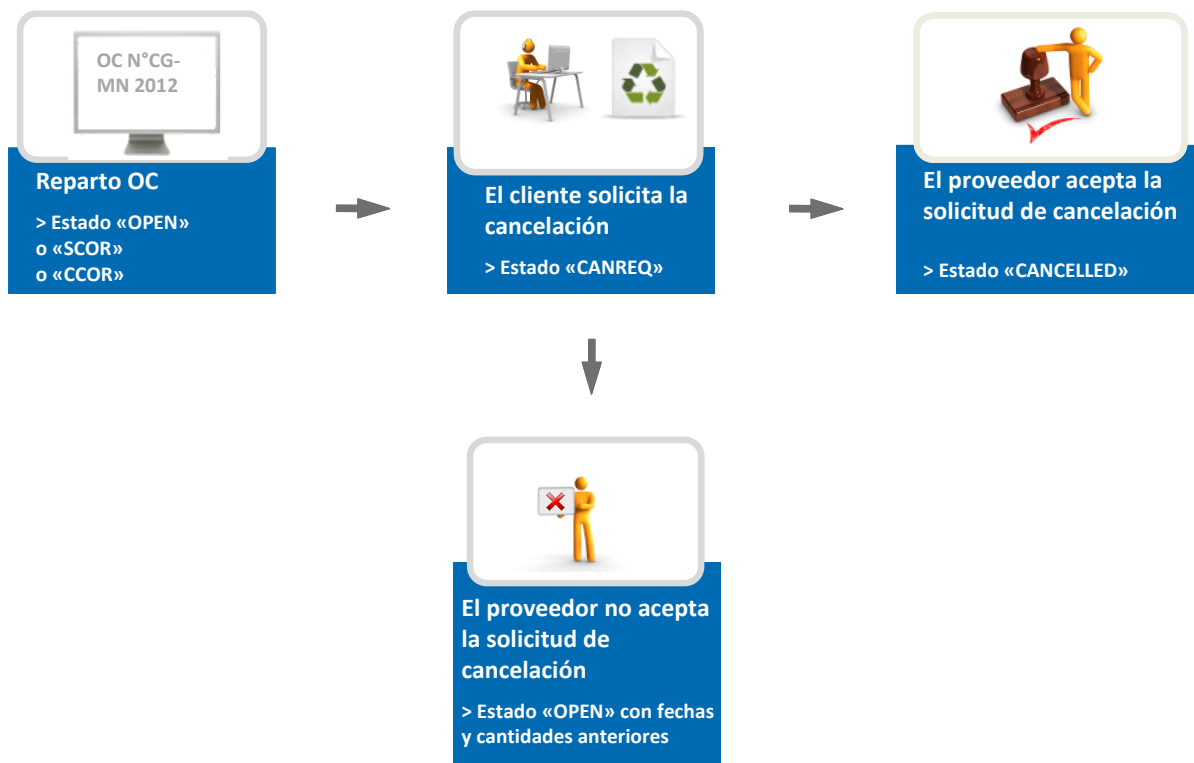 OC N°CG-
MN 2012
Reparto OC
> Estado «OPEN»
o «SCOR»
o «CCOR»
El cliente solicita la
cancelación
> Estado «CANREQ»
El proveedor acepta la
solicitud de cancelación
> Estado «CANCELLED»
El proveedor no acepta
la solicitud de
cancelación
> Estado «OPEN» con fechas
y cantidades anteriores